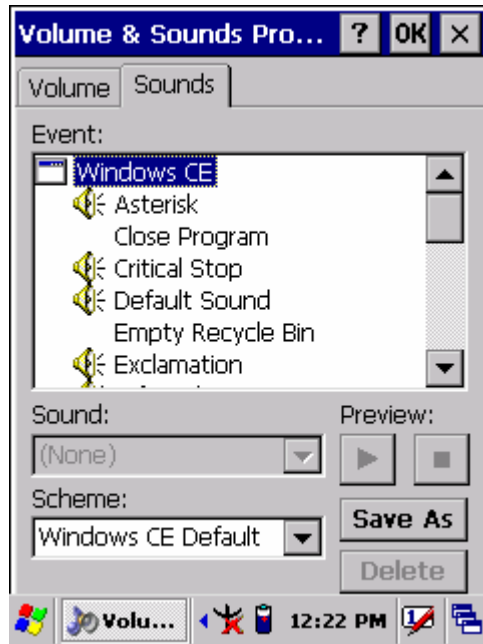 Volume & Sounds Pro... ? OK ×
Volume Sounds
Event:
Windows CE
Asterisk
Close Program
Critical Stop
Default Sound
Empty Recycle Bin
Exclamation
Sound: Preview:
(None)
Scheme:
Save As
Windows CE Default
Delete
Volu... 12:22 PM